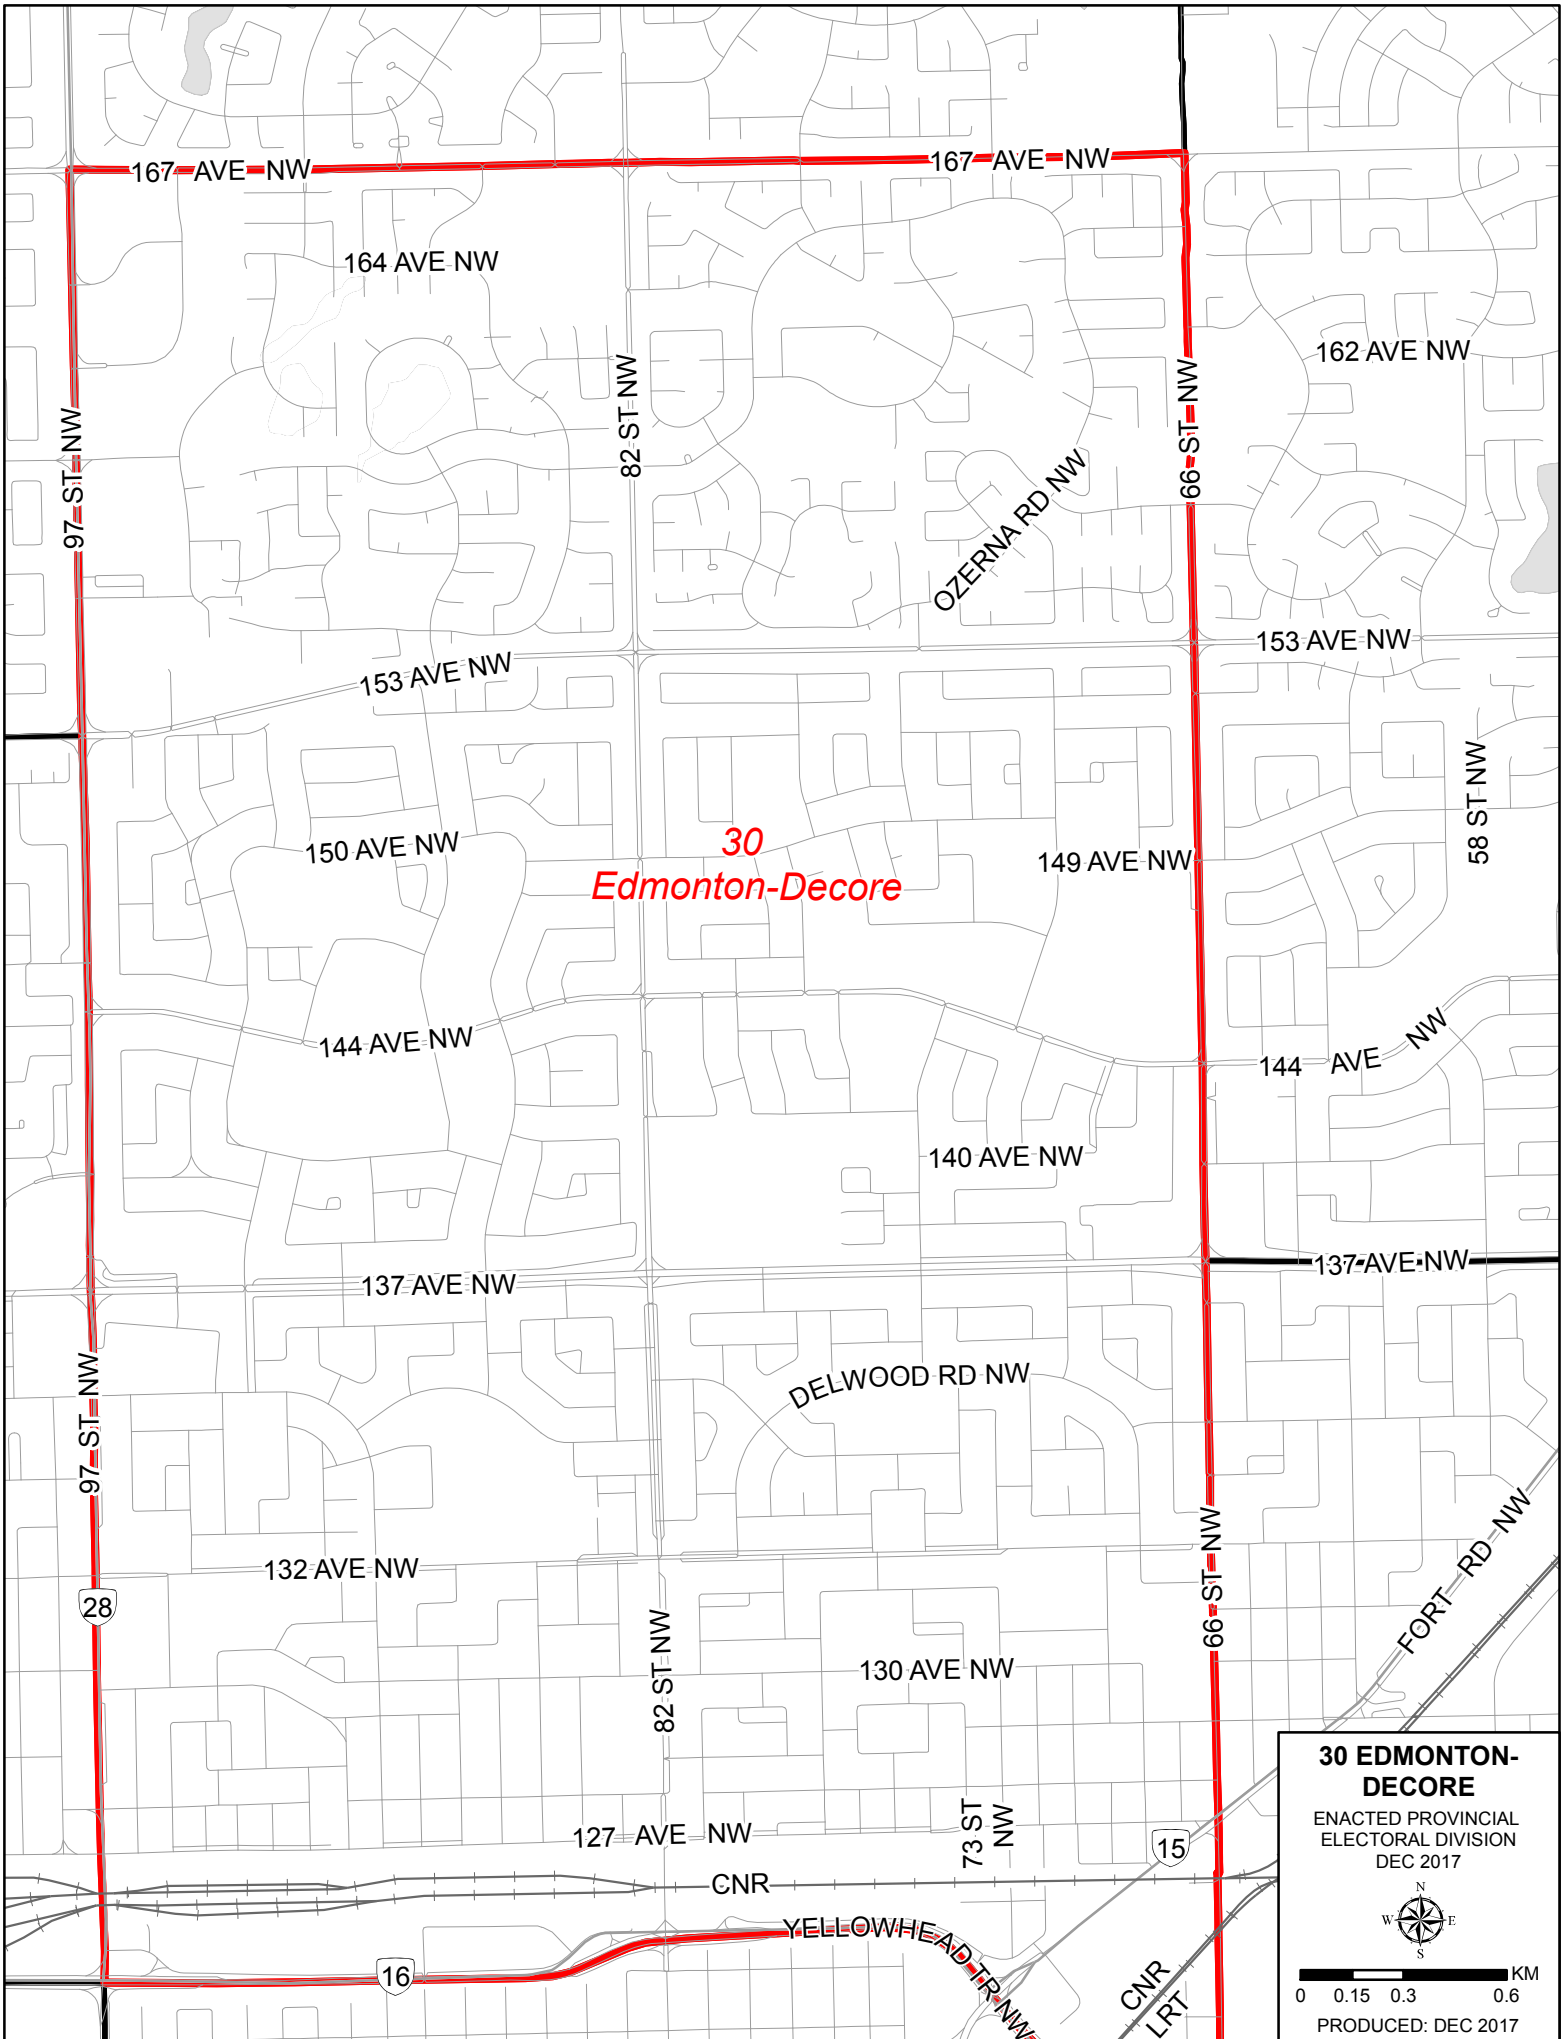 167 AVE NW
167 AVE NW
164 AVE NW
162 AVE NW
97 ST NW
82 ST NW
66 ST NW
OZERNA RD NW
153 AVE NW
153 AVE NW
58 ST NW
150 AVE NW
30
Edmonton-Decore
149 AVE NW
144 AVE NW
144 AVE NW
140 AVE NW
137 AVE NW
137 AVE NW
97 ST NW
DELWOOD RD NW
132 AVE NW
66 ST NW
FORT RD NW
28
82 ST NW
130 AVE NW
127 AVE NW
73 ST
NW
15
CNR
YELLOWHEAD TR NW
16
CNR
LRT
30 EDMONTON-
DECORE
ENACTED PROVINCIAL
ELECTORAL DIVISION
DEC 2017
N
W E
S
KM
0 0.15 0.3 0.6
PRODUCED: DEC 2017